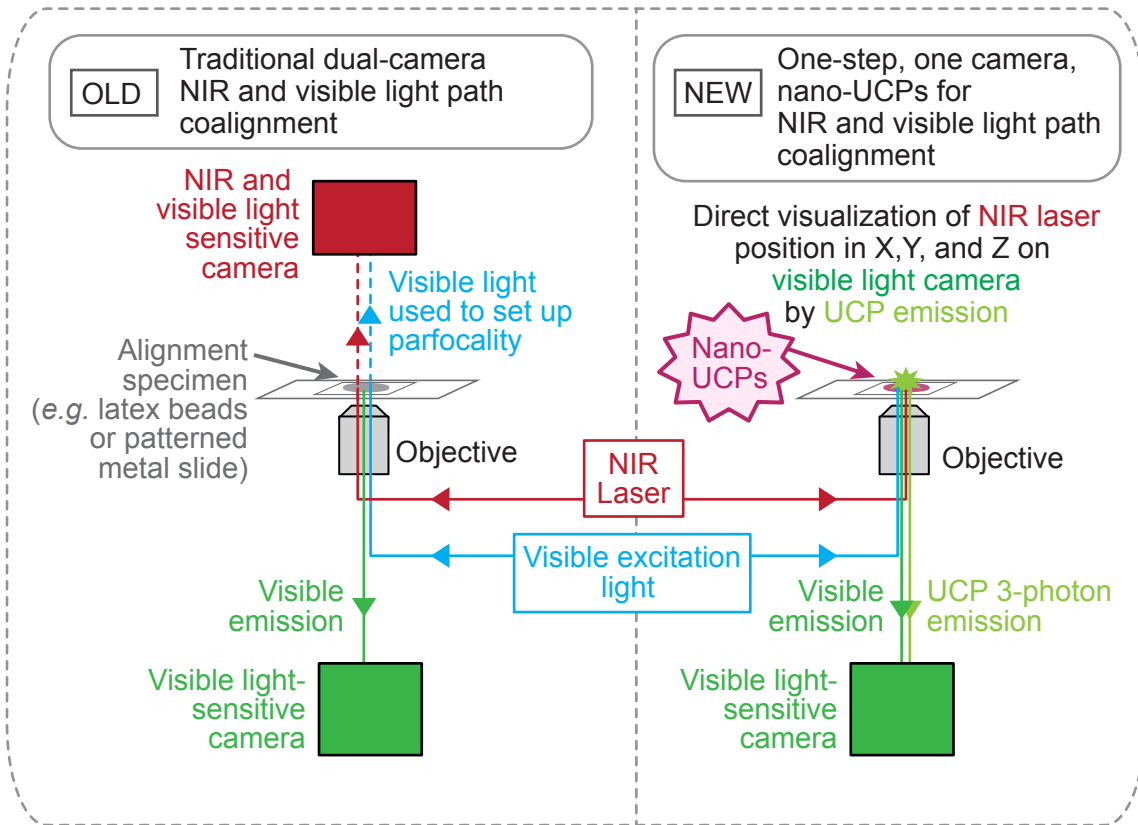 OLD
Traditional dual-camera
NIR and visible light path
coalignment
NIR and
visible light
sensitive
camera
Visible light
used to set up
parfocality
Alignment
specimen
(e.g. latex beads
or patterned
metal slide)
Objective
NIR
Laser
Visible excitation
light
Visible
emission
Visible light-
sensitive
camera
NEW
One-step, one camera,
nano-UCPs for
NIR and visible light path
coalignment
Direct visualization of NIR laser
position in X,Y, and Z on
visible light camera
by UCP emission
Nano-
UCPs
Objective
Visible
emission
UCP 3-photon
emission
Visible light-
sensitive
camera